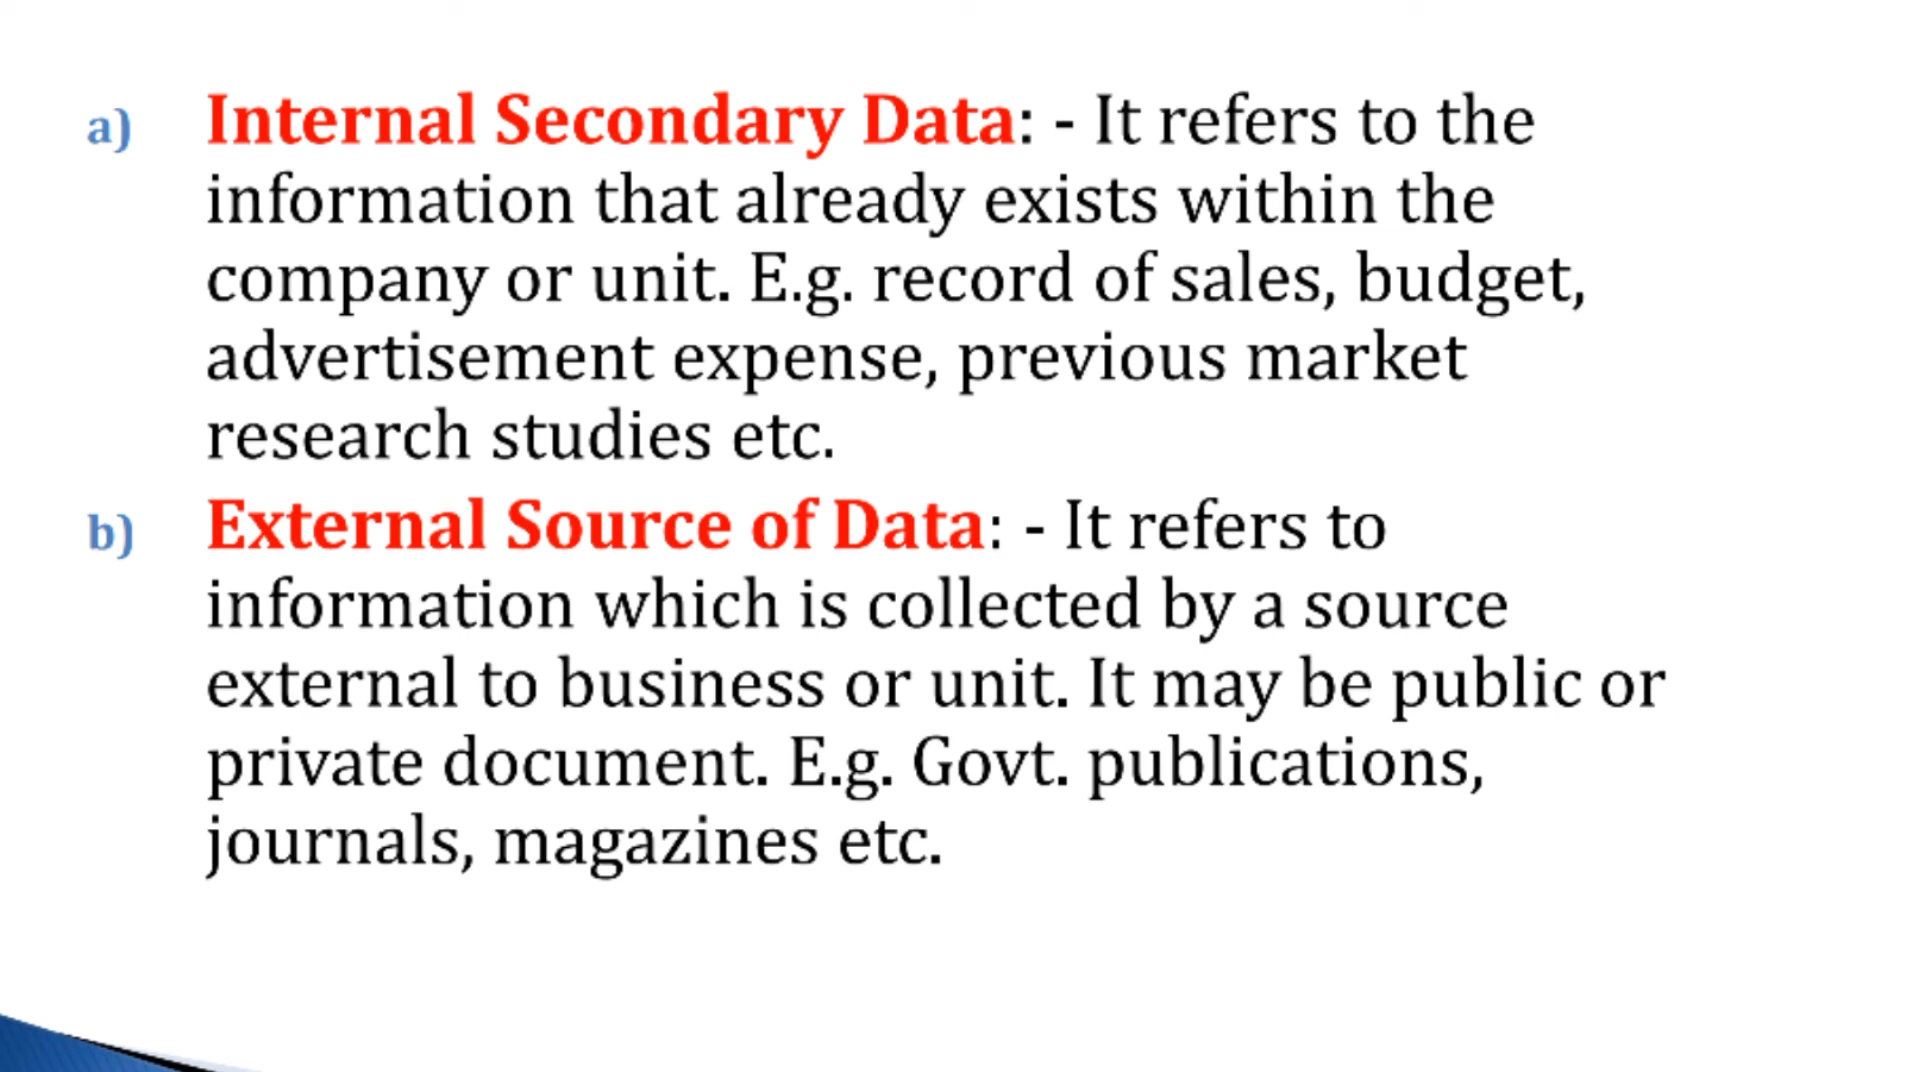 a) Internal Secondary Data: - It refers to the
information that already exists within the
company or unit. E.g. record of sales, budget,
advertisement expense, previous market
research studies etc.
b) External Source of Data: - It refers to
information which is collected by a source
external to business or unit. It may be public or
private document. E.g. Govt. publications,
journals, magazines etc.